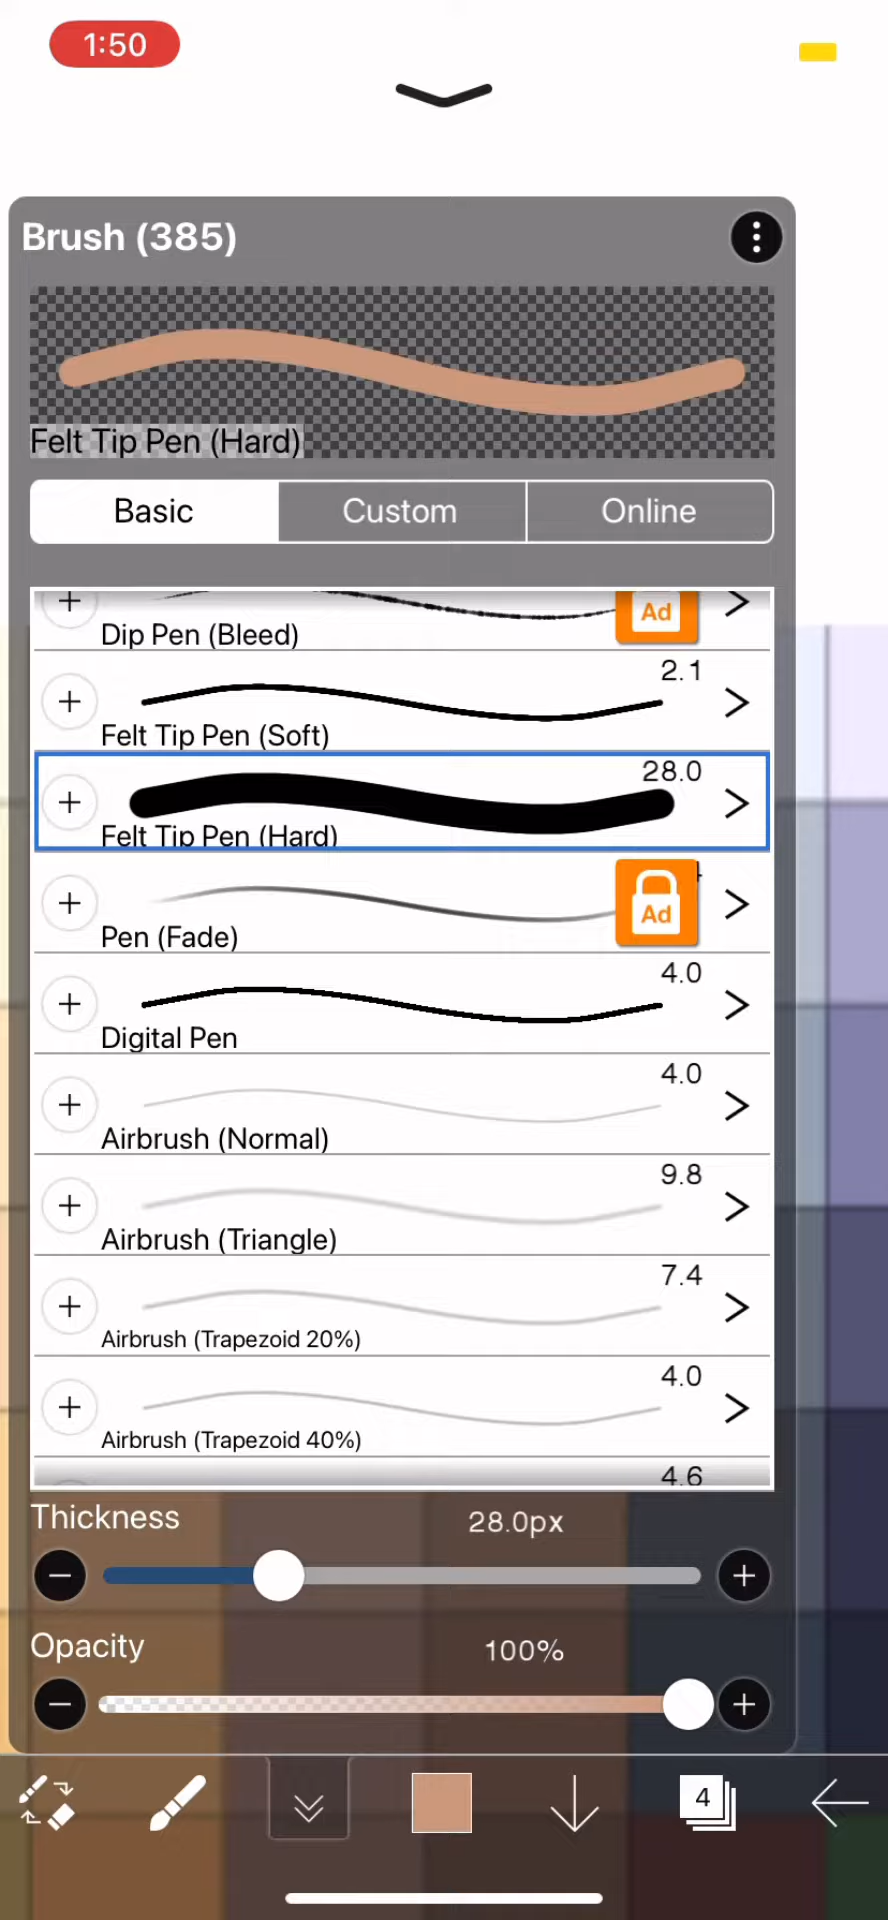 1:50
Brush (385)
Felt Tip Pen (Hard)
Basic Custom Online
Ad
Dip Pen (Bleed)
2.1
Felt Tip Pen (Soft)
28.0
Felt Tip Pen (Hard)
Ad
Pen (Fade)
4.0
Digital Pen
4.0
Airbrush (Normal)
9.8
Airbrush (Triangle)
7.4
Airbrush (Trapezoid 20%)
4.0
Airbrush (Trapezoid 40%)
4.6
Thickness 28.0px
Opacity 100%
4